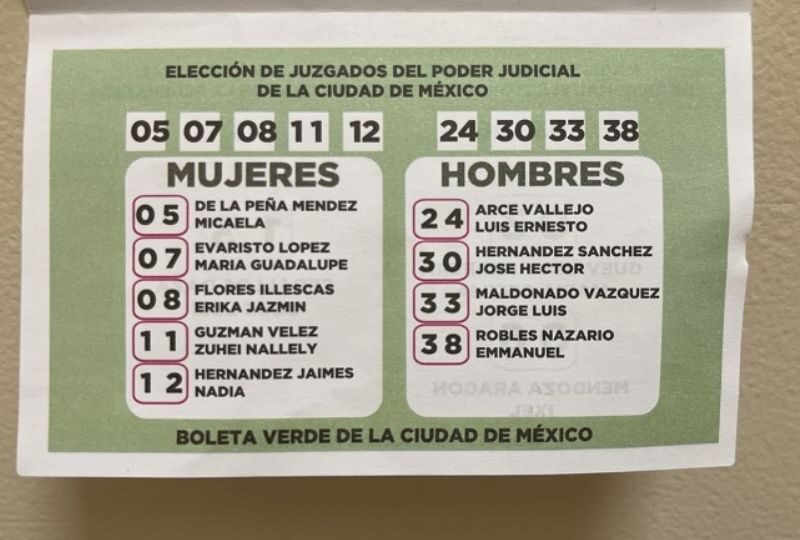 ELECCIÓN DE JUZGADOS DEL PODER JUDICIAL
DE LA CIUDAD DE MÉXICO
05 07 08 11 12
24 30 33 38
MUJERES
05 DE LA PEÑA MENDEZ
MICAELA
07 EVARISTO LOPEZ
MARIA GUADALUPE
08 FLORES ILLESCAS
ERIKA JAZMIN
11 GUZMAN VELEZ
ZUHEI NALLELY
12 HERNANDEZ JAIMES
NADIA
HOMBRES
24 ARCE VALLEJO
LUIS ERNESTO
30 HERNANDEZ SANCHEZ
JOSE HECTOR
33 MALDONADO VAZQUEZ
JORGE LUIS
38 ROBLES NAZARIO
EMMANUEL
MENDOZA ARAGON
BOLETA VERDE DE LA CIUDAD DE MÉXICO